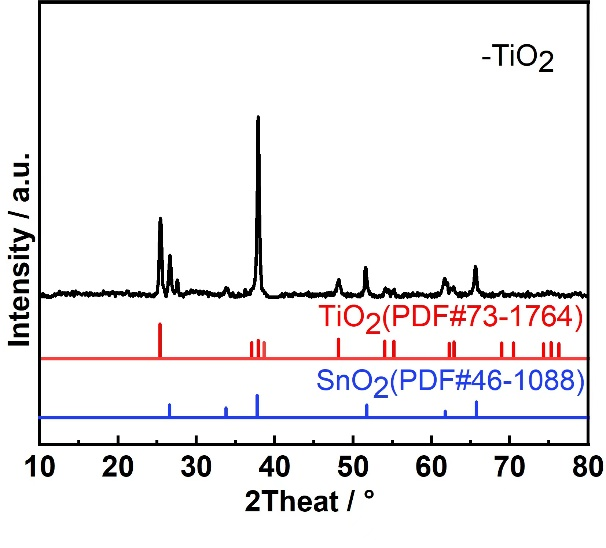 -TiO₂
Intensity / a.u.
TiO₂(PDF#73-1764)
SnO₂(PDF#46-1088)
10 20 30 40 50 60 70 80
2Theat / °